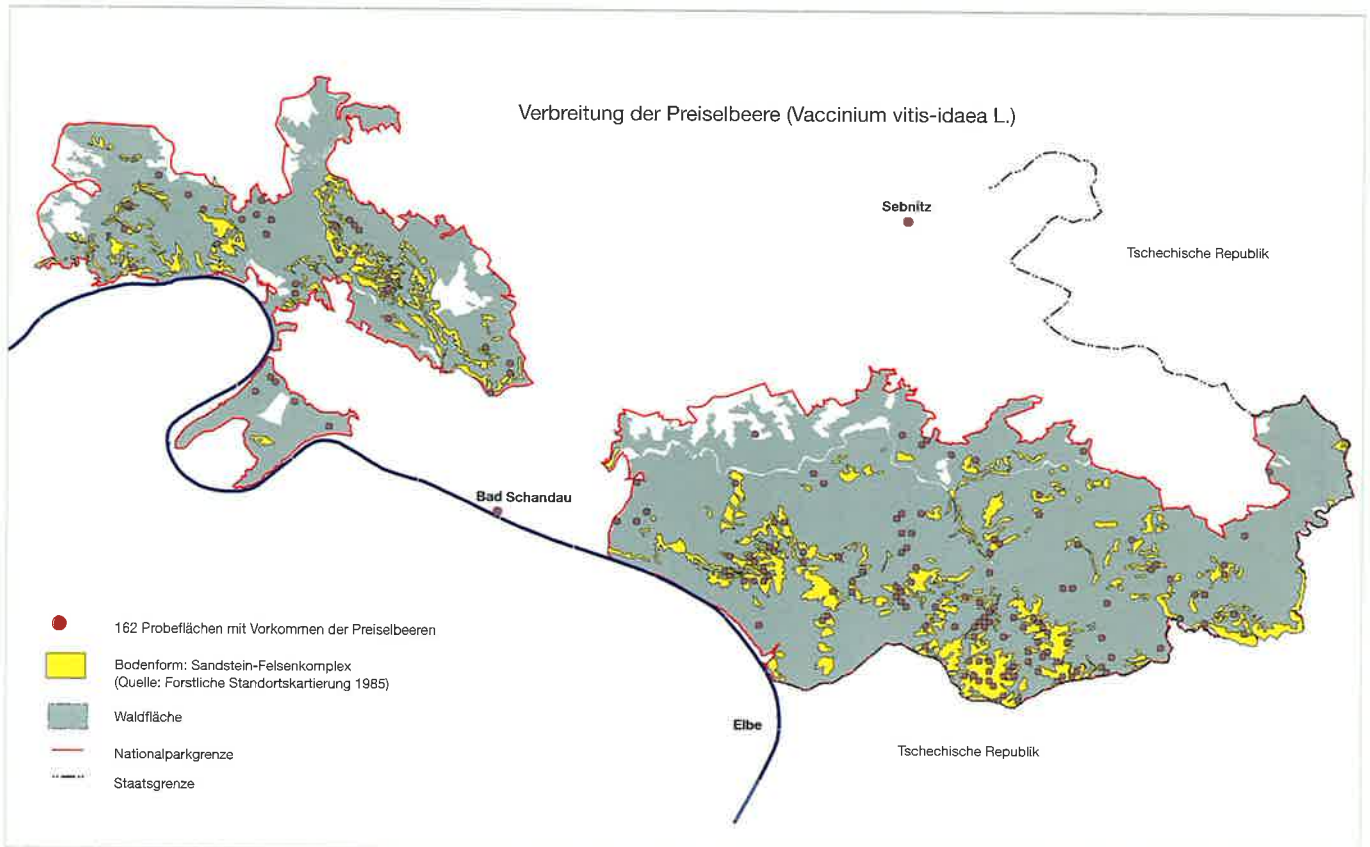 Verbreitung der Preiselbeere (Vaccinium vitis-idaea L.)
Sebnitz
Tschechische Republik
Bad Schandau
162 Probeflächen mit Vorkommen der Preiselbeeren
Bodenform: Sandstein-Felsenkomplex
(Quelle: Forstliche Standortskartierung 1985)
Waldfläche
Elbe
Nationalparkgrenze
Tschechische Republik
Staatsgrenze